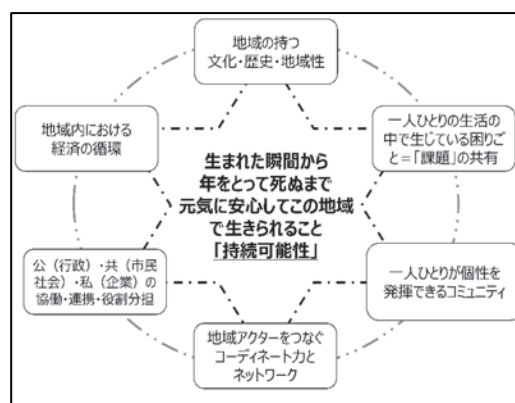 地域の持つ
文化・歴史・地域性
地域内における
経済の循環
一人ひとりの生活の
中で生じている困りご
と=「課題」の共有
生まれた瞬間から
年をとって死ぬまで
元気に安心してこの地域
で生きられること
「持続可能性」
公（行政）・共（市民
社会）・私（企業）の
協働・連携・役割分担
一人ひとりが個性を
発揮できるコミュニティ
地域アクターをつなぐ
コーディネート力と
ネットワーク